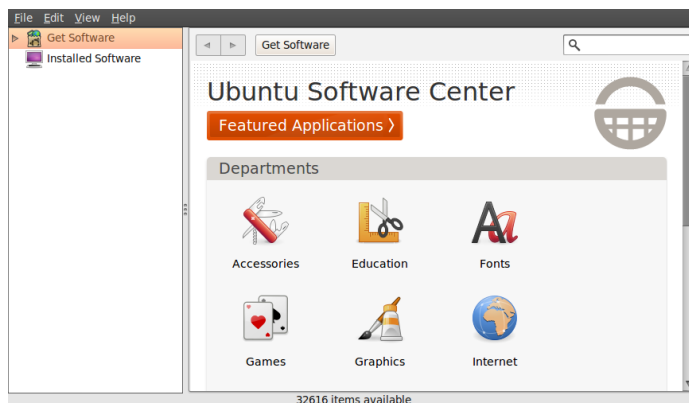 File Edit View Help
Get Software
Installed Software
Get Software
Ubuntu Software Center
Featured Applications 〉
Departments
Accessories Education Fonts
Games Graphics Internet
32616 items available